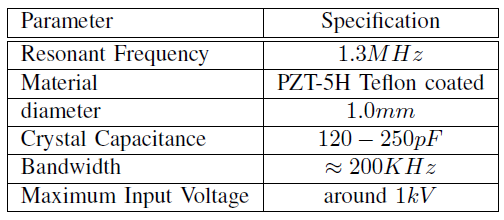 Parameter Specification
Resonant Frequency 1.3MHz
Material PZT-5H Teflon coated
diameter 1.0mm
Crystal Capacitance 120 − 250pF
Bandwidth ≈ 200KHz
Maximum Input Voltage around 1kV